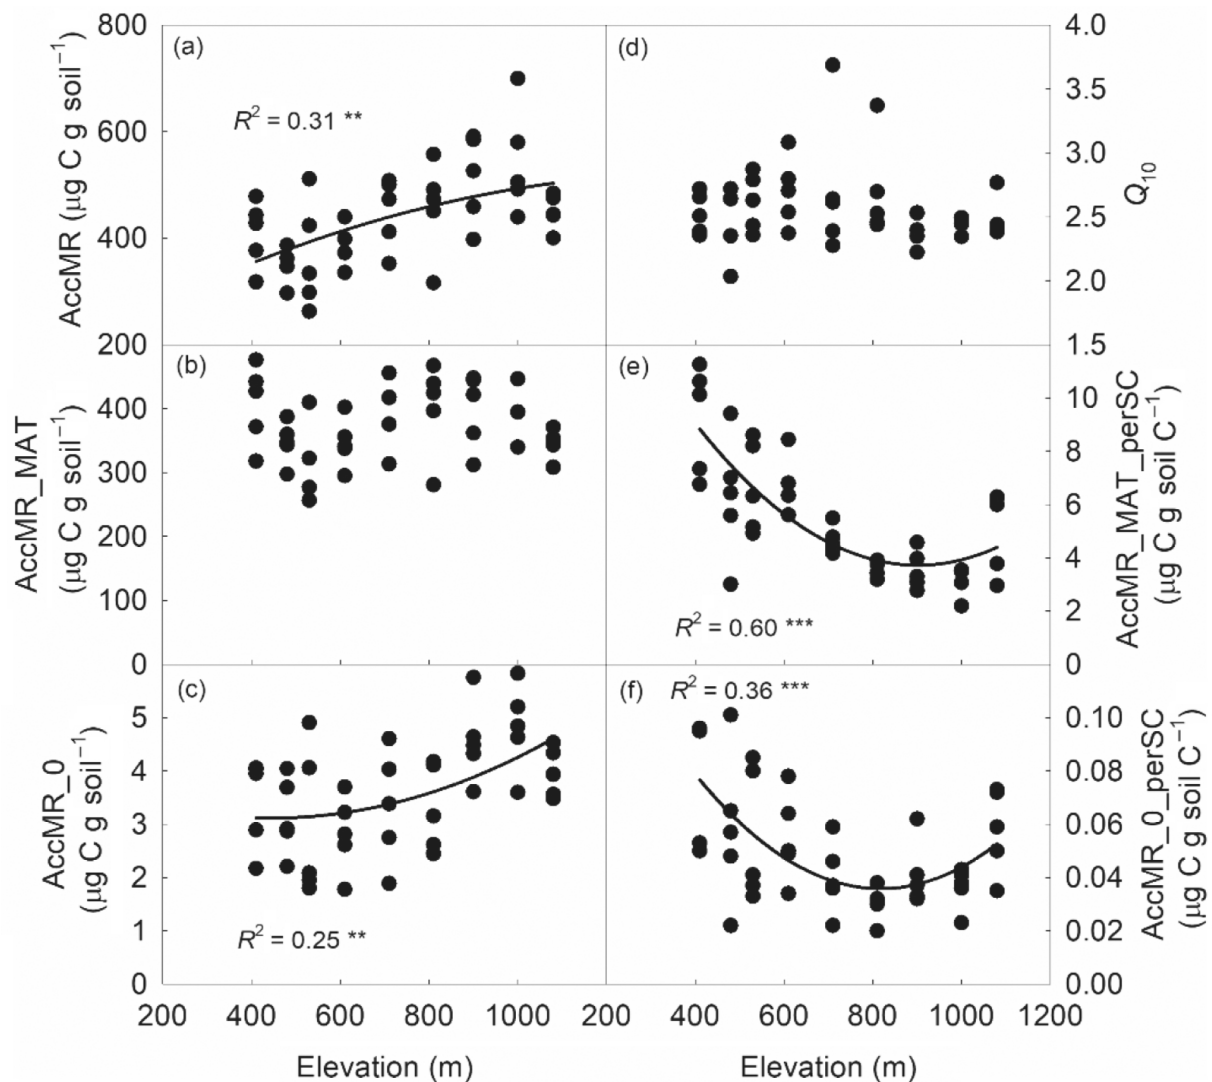 800
(a)
(d)
4.0
R² = 0.31 **
3.5
600
3.0
AccMR (µg C g soil⁻¹)
Q₁₀
400
2.5
2.0
200
1.5
(b)
(e)
400
10
300
8
AccMR_MAT
(µg C g soil⁻¹)
6
AccMR_MAT_perSC
(µg C g soil C⁻¹)
200
4
100
R² = 0.60 ***
2
0
0
(c)
(f)
R² = 0.36 ***
5
0.10
4
0.08
AccMR_0
(µg C g soil⁻¹)
3
0.06
AccMR_0_perSC
(µg C g soil C⁻¹)
2
0.04
R² = 0.25 **
1
0.02
0
0.00
200 400 600 800 1000 200 400 600 800 1000 1200
Elevation (m)
Elevation (m)